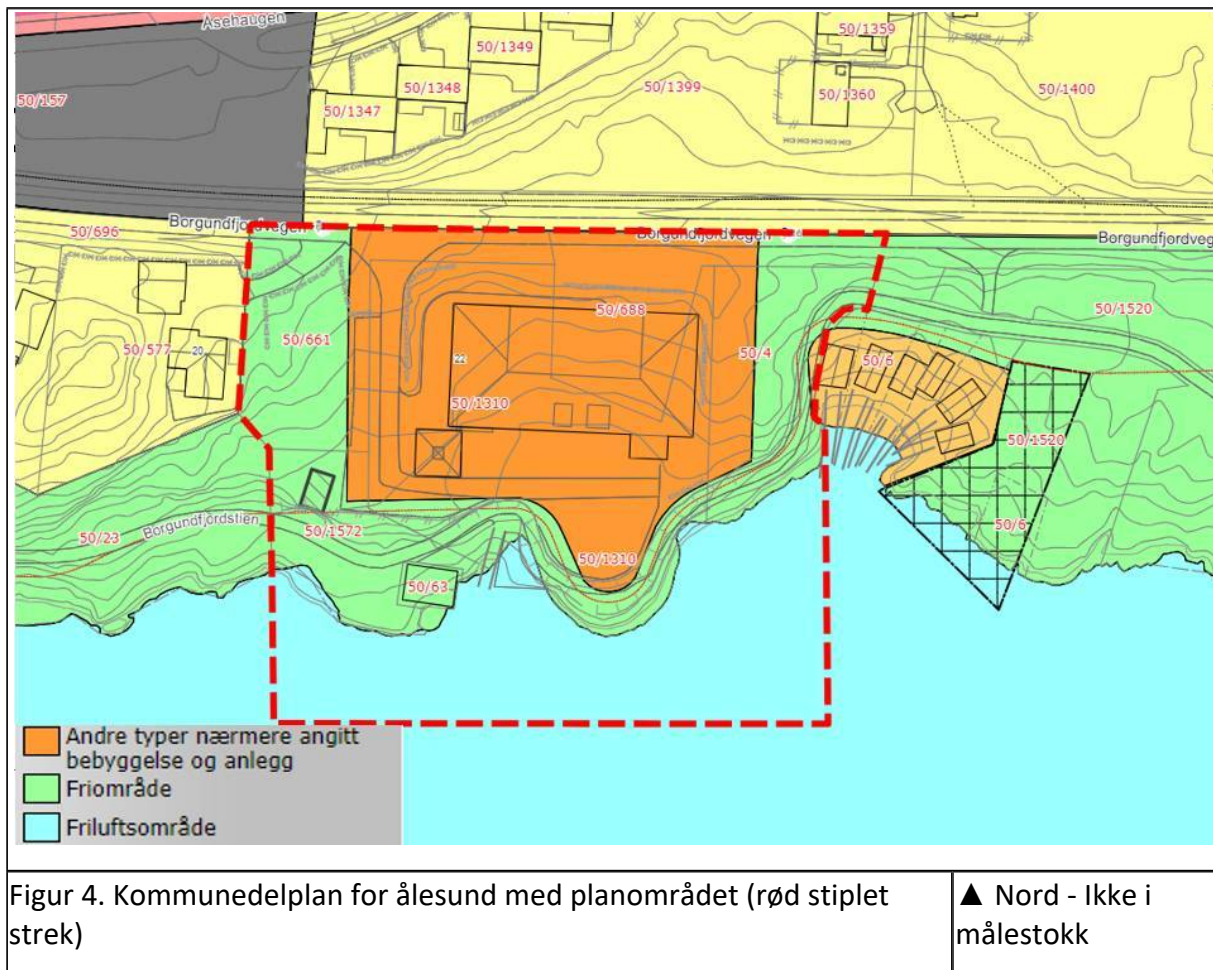 Åsehaugen
50/1359
50/1349
50/1348
50/1399
50/1360
50/1400
50/157
50/1347
Borgundfjordvegen
Borgundfjordvegen
Borgundfjordveg
50/696
50/688
50/1520
50/661
50/577
20
22
50/4
50/6
50/1310
50/1520
50/23
Borgundfjordstien
50/1572
50/6
50/1310
50/63
Andre typer nærmere angitt
bebyggelse og anlegg
Friområde
Friluftsområde
Figur 4. Kommunedelplan for ålesund med planområdet (rød stiplet
strek)
▲ Nord - Ikke i
målestokk